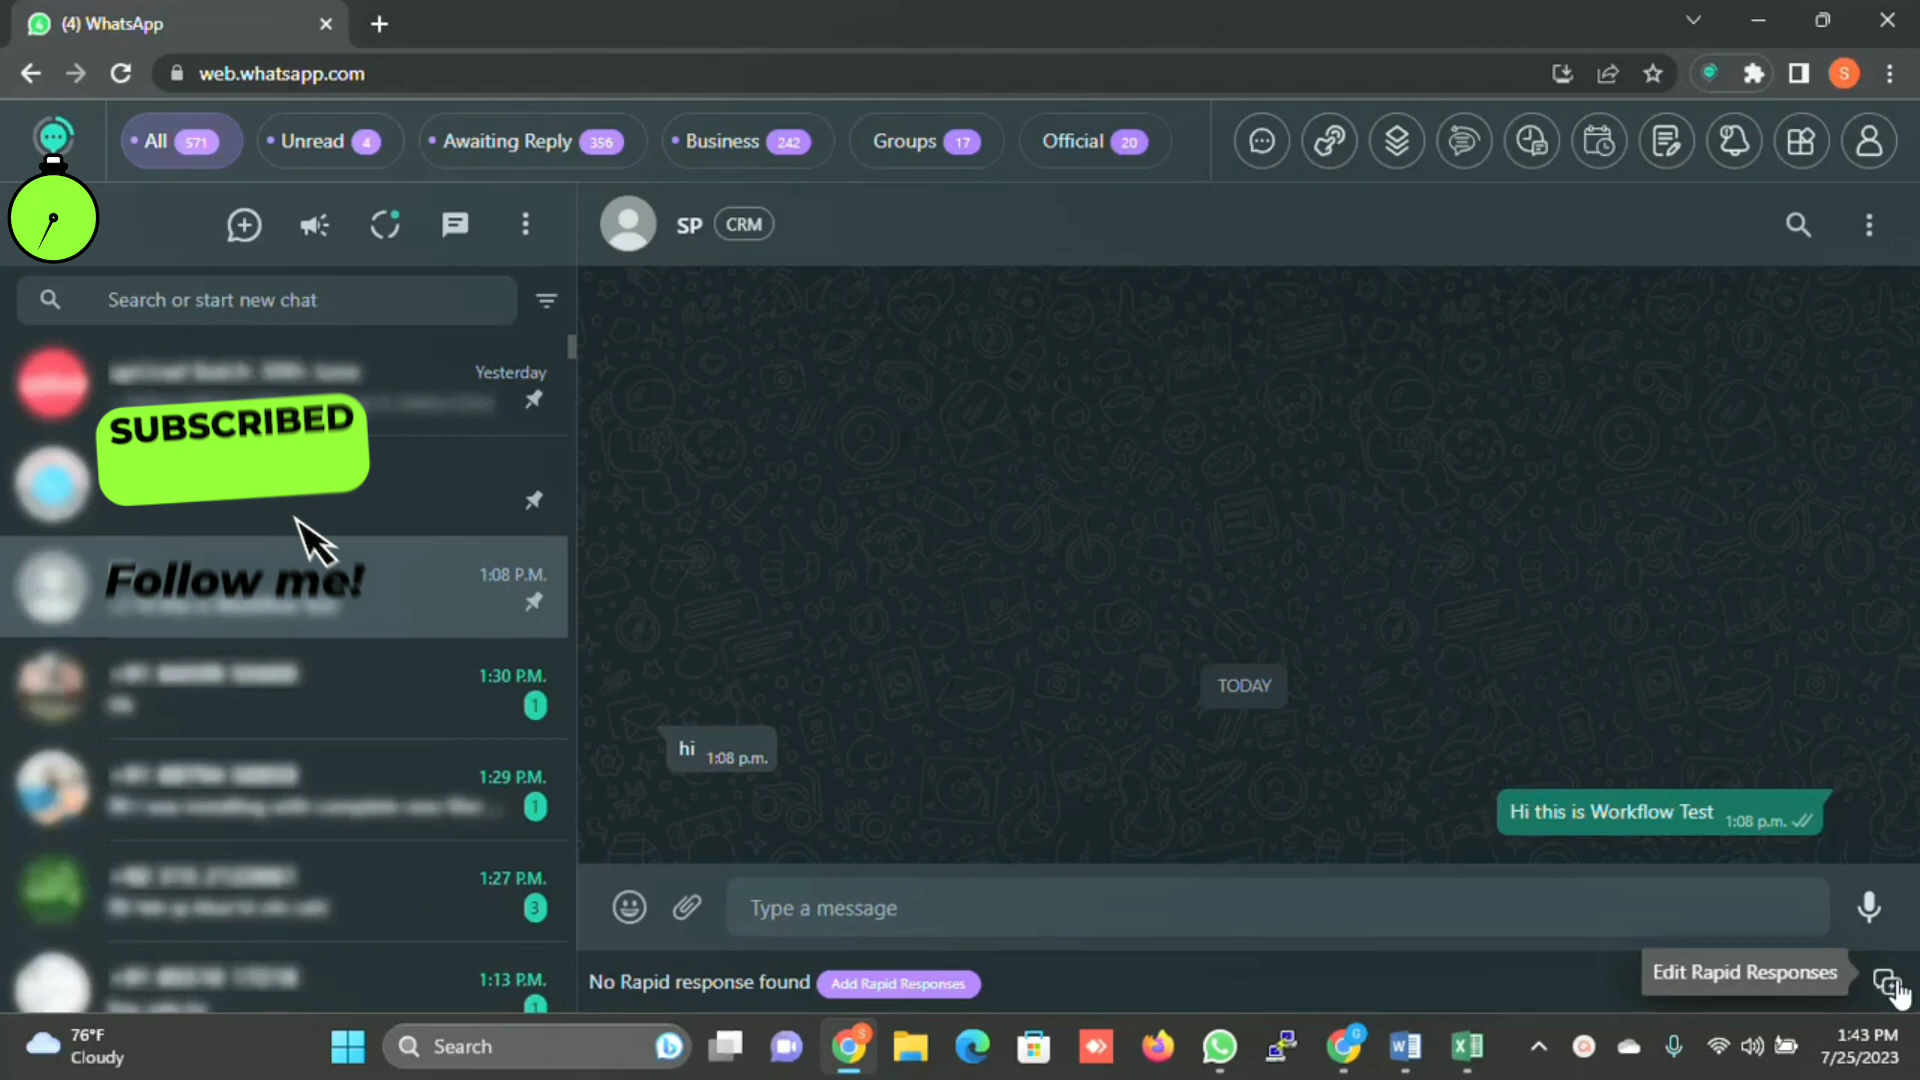 (4) WhatsApp
web.whatsapp.com
S
All 571
Unread 4
Awaiting Reply 356
Business 242
Groups 17
Official 20
SP CRM
Search or start new chat
Yesterday
SUBSCRIBED
Follow me!
1:08 P.M.
1:30 P.M.
1
1:29 P.M.
1
1:27 P.M.
3
1:13 P.M.
1
TODAY
hi 1:08 p.m.
Hi this is Workflow Test 1:08 p.m.
Type a message
No Rapid response found Add Rapid Responses
Edit Rapid Responses
76°F
Cloudy
Search
S
G
1:43 PM
7/25/2023